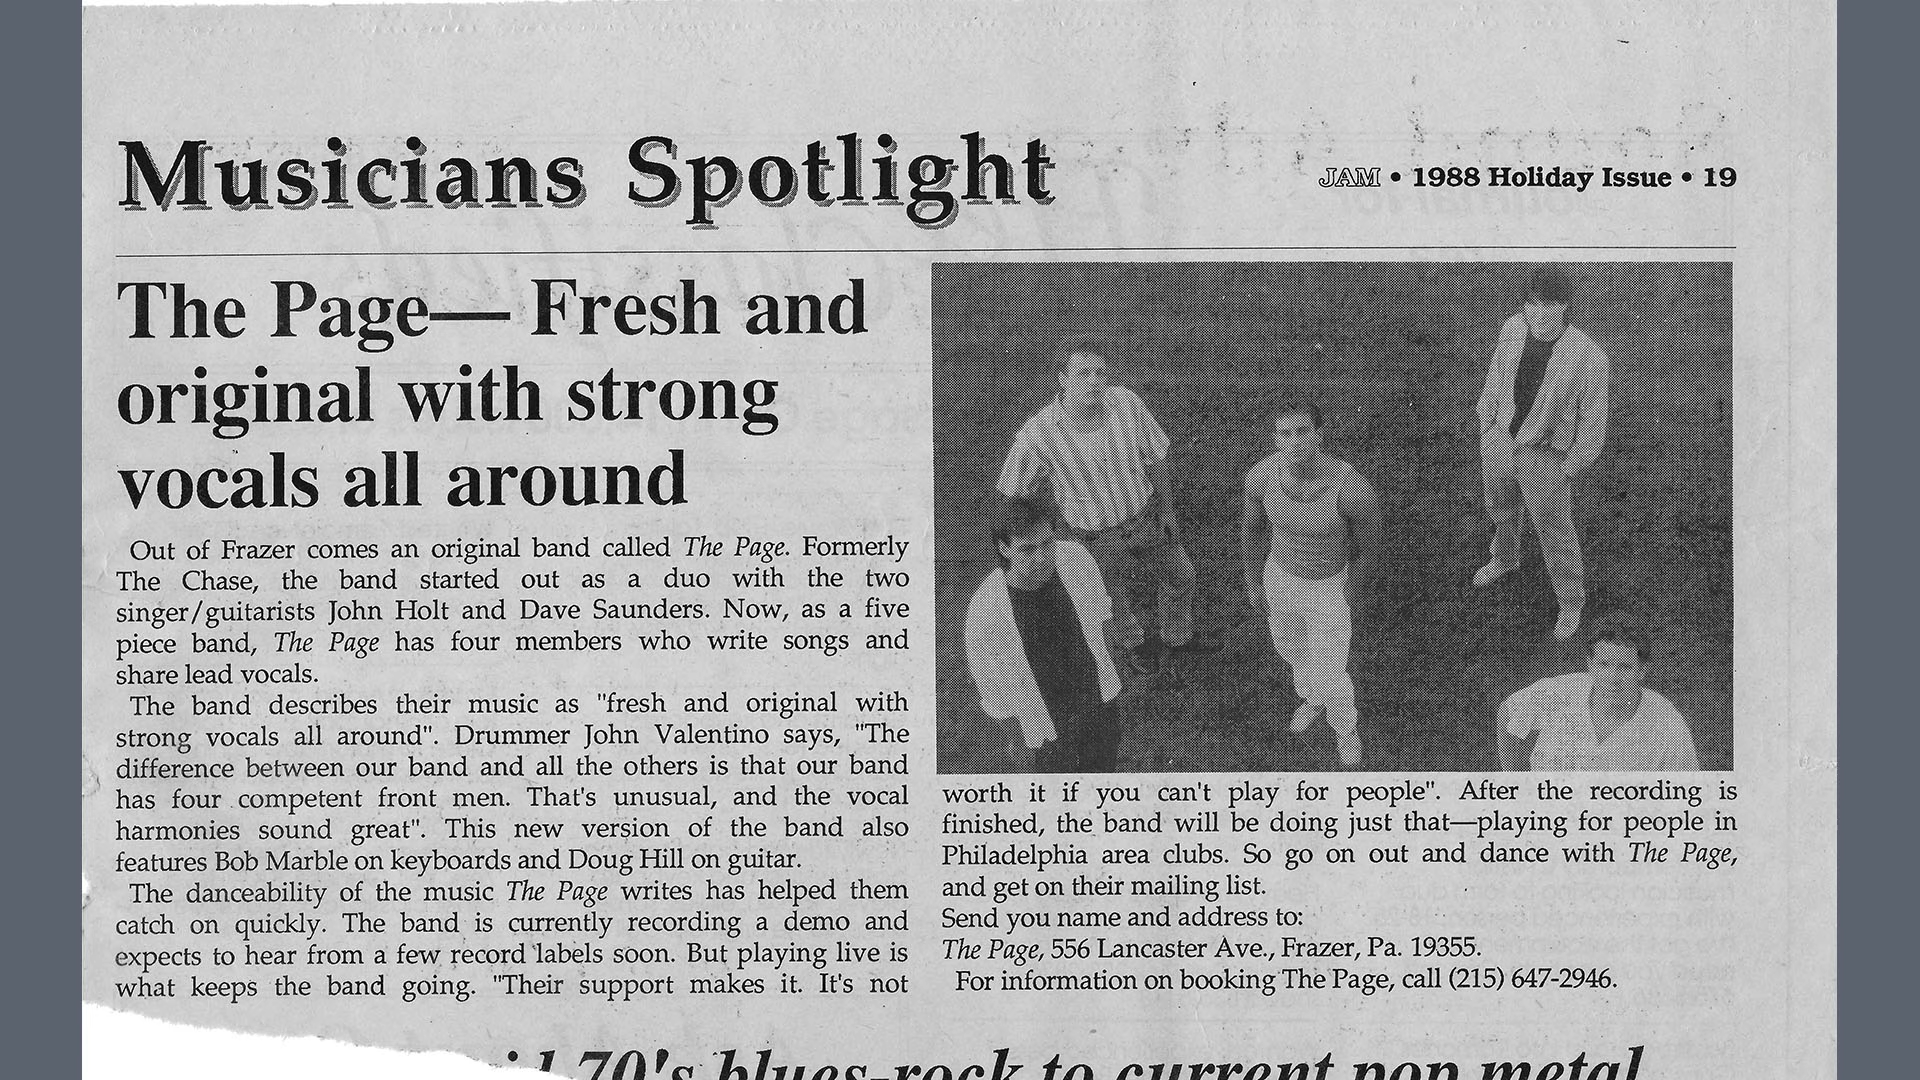 Musicians Spotlight
JAM • 1988 Holiday Issue • 19
The Page— Fresh and
original with strong
vocals all around
Out of Frazer comes an original band called The Page. Formerly
The Chase, the band started out as a duo with the two
singer/guitarists John Holt and Dave Saunders. Now, as a five
piece band, The Page has four members who write songs and
share lead vocals.
The band describes their music as "fresh and original with
strong vocals all around". Drummer John Valentino says, "The
difference between our band and all the others is that our band
has four competent front men. That's unusual, and the vocal
harmonies sound great". This new version of the band also
features Bob Marble on keyboards and Doug Hill on guitar.
The danceability of the music The Page writes has helped them
catch on quickly. The band is currently recording a demo and
expects to hear from a few record labels soon. But playing live is
what keeps the band going. "Their support makes it. It's not
worth it if you can't play for people". After the recording is
finished, the band will be doing just that—playing for people in
Philadelphia area clubs. So go on out and dance with The Page,
and get on their mailing list.
Send you name and address to:
The Page, 556 Lancaster Ave., Frazer, Pa. 19355.
For information on booking The Page, call (215) 647-2946.
70's blues-rock to current pop metal